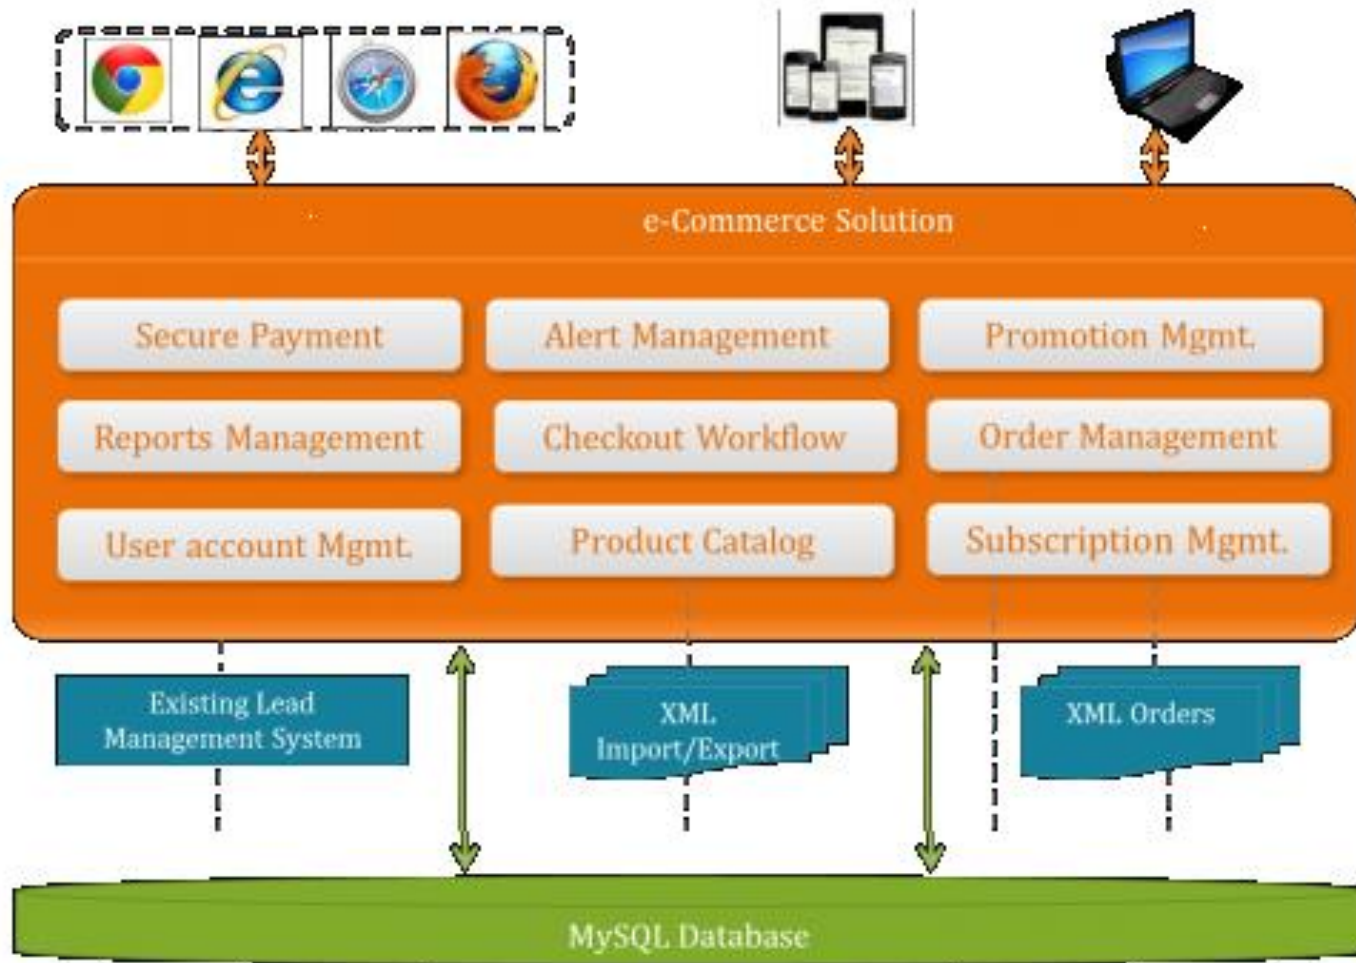 e-Commerce Solution
Secure Payment
Alert Management
Promotion Mgmt.
Reports Management
Checkout Workflow
Order Management
User account Mgmt.
Product Catalog
Subscription Mgmt.
Existing Lead
Management System
XML
Import/Export
XML Orders
MySQL Database